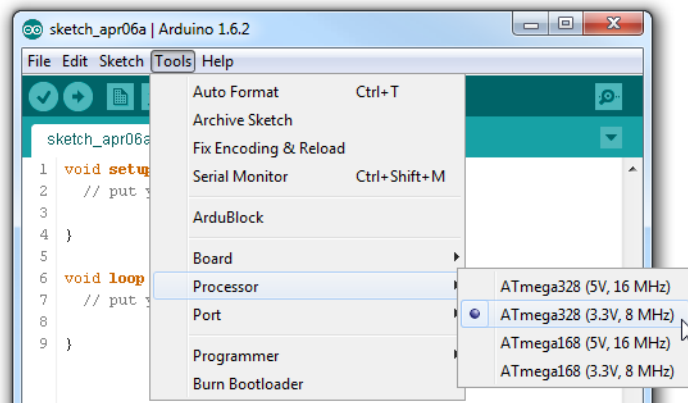 sketch_apr06a | Arduino 1.6.2
File Edit Sketch Tools Help
sketch_apr06a
Auto Format Ctrl+T
Archive Sketch
Fix Encoding & Reload
Serial Monitor Ctrl+Shift+M
ArduBlock
Board
Processor
Port
Programmer
Burn Bootloader
ATmega328 (5V, 16 MHz)
ATmega328 (3.3V, 8 MHz)
ATmega168 (5V, 16 MHz)
ATmega168 (3.3V, 8 MHz)
1 void setup
2 // put
3
4 }
5
6 void loop
7 // put
8
9 }